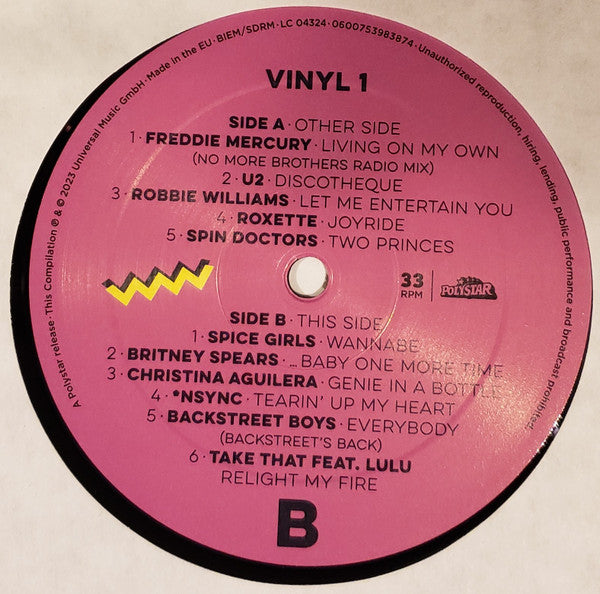 A Polystar release · This Compilation ℗ & © 2023 Universal Music GmbH · Made in the EU · BIEM/SDRM · LC 04324 · 0600753983874 · Unauthorized reproduction, hiring, lending, public performance and broadcast prohibited.
VINYL 1
SIDE A · OTHER SIDE
1 · FREDDIE MERCURY · LIVING ON MY OWN
(NO MORE BROTHERS RADIO MIX)
2 · U2 · DISCOTHEQUE
3 · ROBBIE WILLIAMS · LET ME ENTERTAIN YOU
4 · ROXETTE · JOYRIDE
5 · SPIN DOCTORS · TWO PRINCES
33
RPM
POLYSTAR
SIDE B · THIS SIDE
1 · SPICE GIRLS · WANNABE
2 · BRITNEY SPEARS · ... BABY ONE MORE TIME
3 · CHRISTINA AGUILERA · GENIE IN A BOTTLE
4 · *NSYNC · TEARIN' UP MY HEART
5 · BACKSTREET BOYS · EVERYBODY
(BACKSTREET'S BACK)
6 · TAKE THAT FEAT. LULU
RELIGHT MY FIRE
B